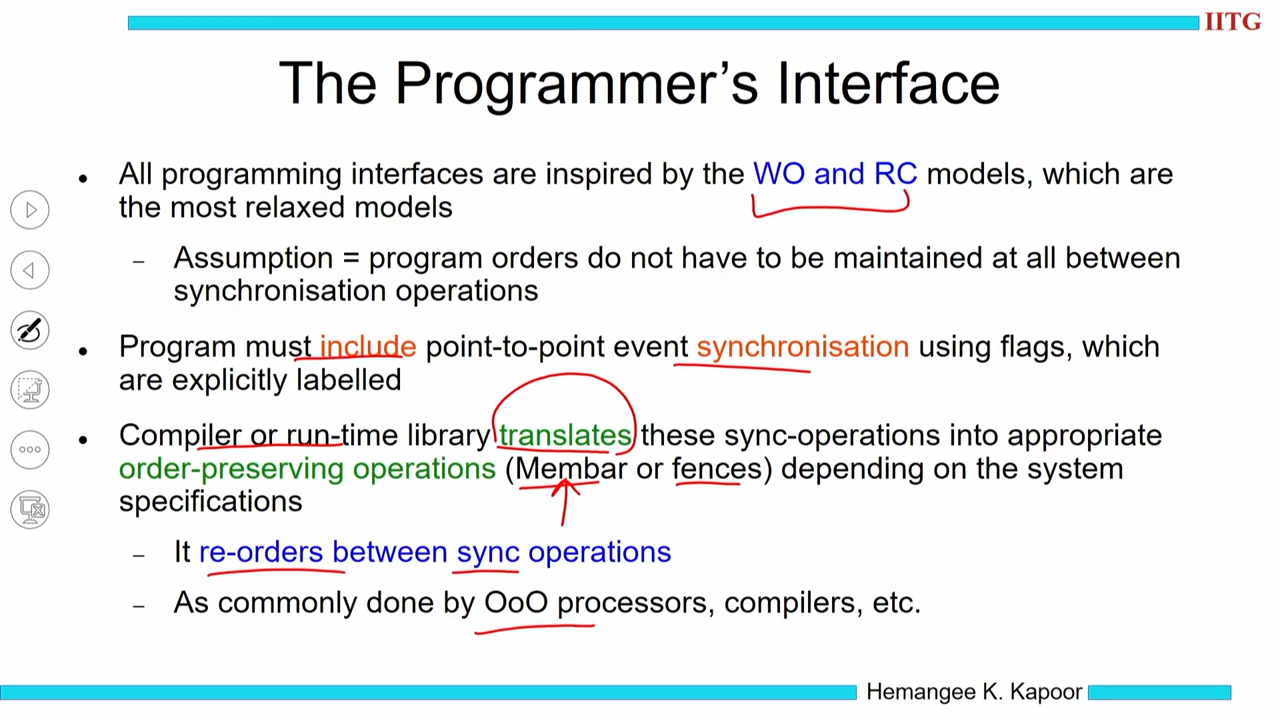 IITG
The Programmer's Interface
• All programming interfaces are inspired by the WO and RC models, which are
the most relaxed models
– Assumption = program orders do not have to be maintained at all between
synchronisation operations
• Program must include point-to-point event synchronisation using flags, which
are explicitly labelled
• Compiler or run-time library translates these sync-operations into appropriate
order-preserving operations (Membar or fences) depending on the system
specifications
– It re-orders between sync operations
– As commonly done by OoO processors, compilers, etc.
Hemangee K. Kapoor